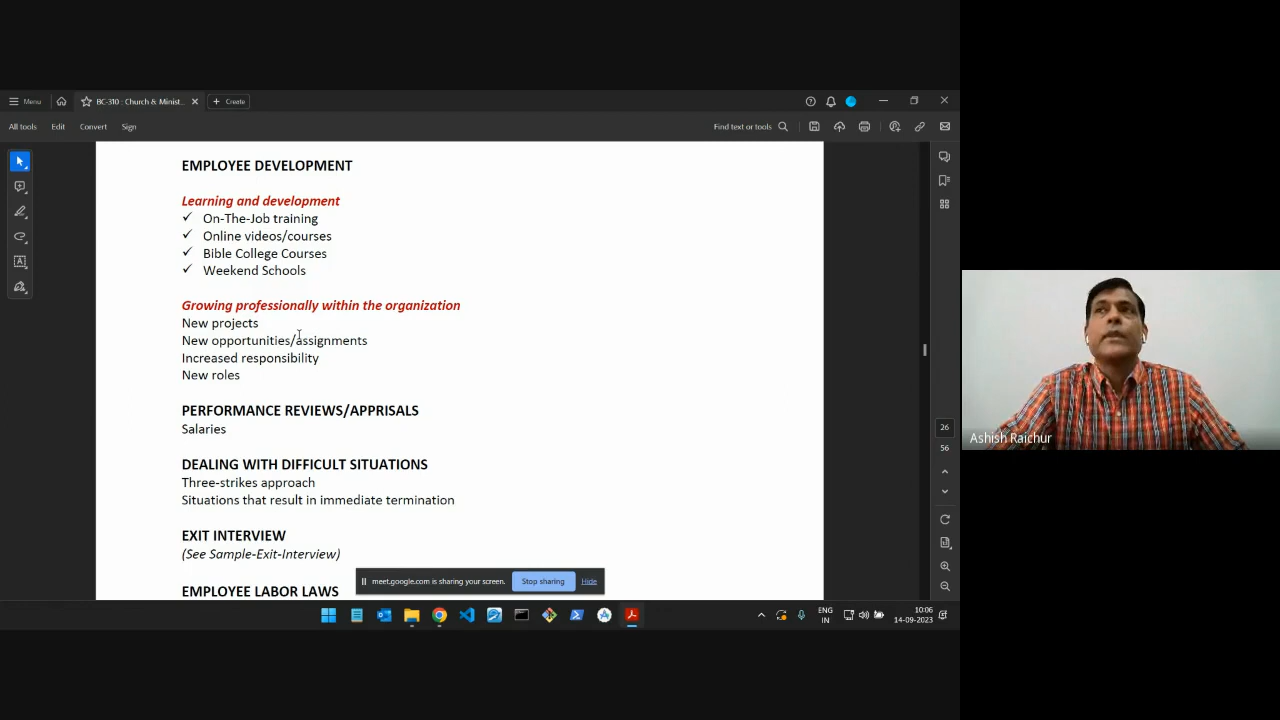 Menu
BC-310 : Church & Minist...
Create
All tools
Edit
Convert
Sign
Find text or tools
EMPLOYEE DEVELOPMENT
Learning and development
✓ On-The-Job training
✓ Online videos/courses
✓ Bible College Courses
✓ Weekend Schools
Growing professionally within the organization
New projects
New opportunities/assignments
Increased responsibility
New roles
PERFORMANCE REVIEWS/APPRISALS
Salaries
DEALING WITH DIFFICULT SITUATIONS
Three-strikes approach
Situations that result in immediate termination
EXIT INTERVIEW
(See Sample-Exit-Interview)
EMPLOYEE LABOR LAWS
26
56
meet.google.com is sharing your screen.
Stop sharing
Hide
ENG
IN
10:06
14-09-2023
Ashish Raichur